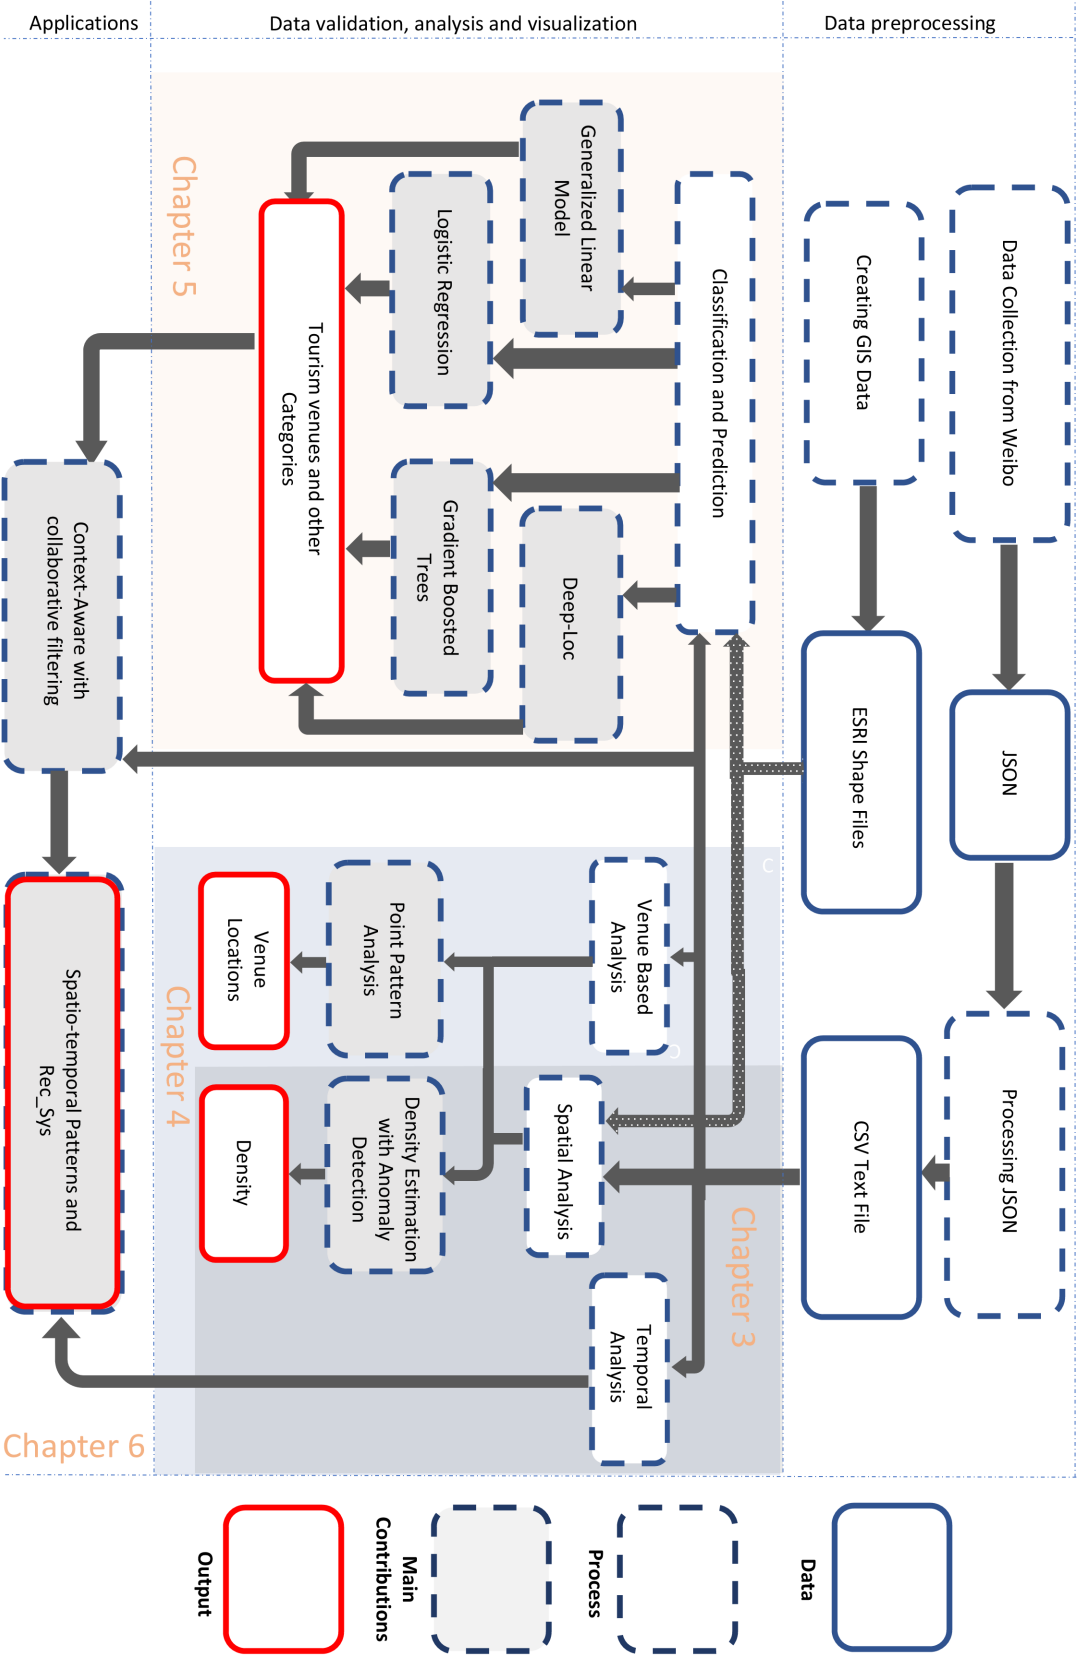 Applications
Data validation, analysis and visualization
Data preprocessing
Data Collection from Weibo
JSON
Processing JSON
Creating GIS Data
ESRI Shape Files
CSV Text File
Classification and Prediction
Generalized Linear
Model
Logistic Regression
Gradient Boosted
Trees
Deep-Loc
Tourism venues and other
Categories
Chapter 5
C
Venue Based
Analysis
Spatial Analysis
Temporal
Analysis
Chapter 3
Point Pattern
Analysis
Density Estimation
with Anomaly
Detection
Venue
Locations
Density
Chapter 4
Context-Aware with
collaborative filtering
Spatio-temporal Patterns and
Rec_Sys
Chapter 6
Data
Process
Main
Contributions
Output